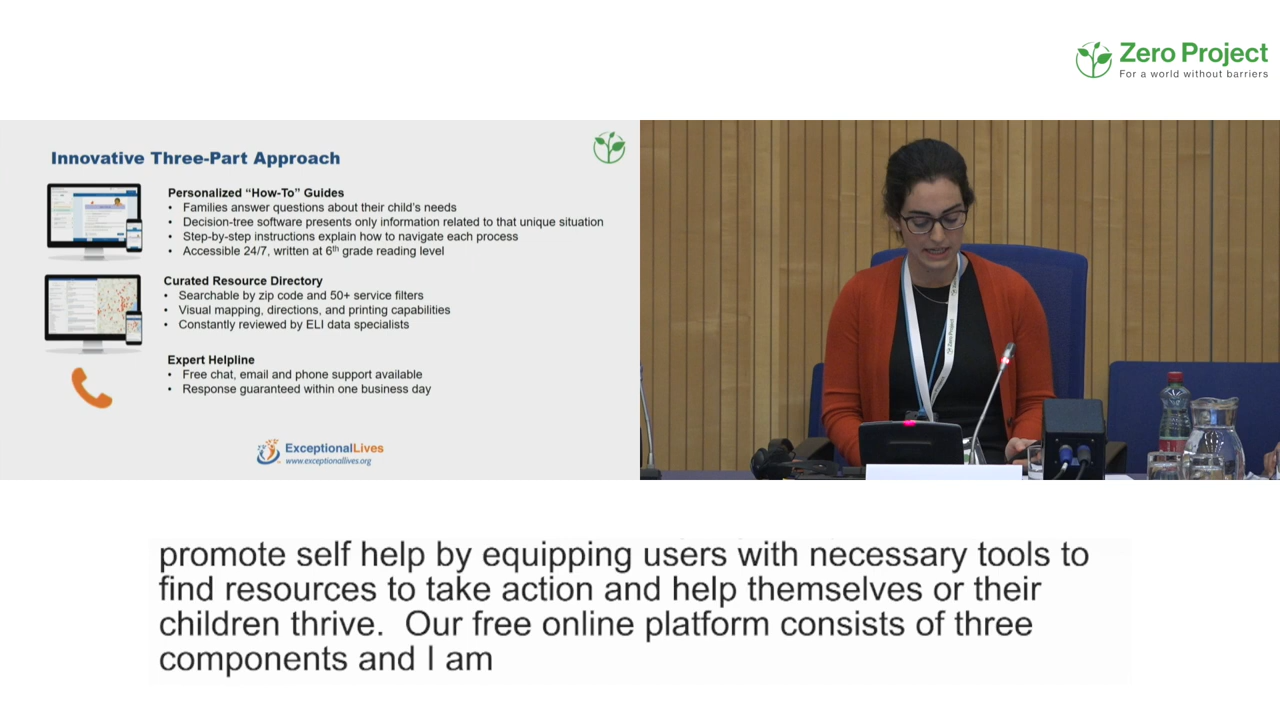 Zero Project
For a world without barriers
Innovative Three-Part Approach
Personalized “How-To” Guides
• Families answer questions about their child’s needs
• Decision-tree software presents only information related to that unique situation
• Step-by-step instructions explain how to navigate each process
• Accessible 24/7, written at 6th grade reading level
Curated Resource Directory
• Searchable by zip code and 50+ service filters
• Visual mapping, directions, and printing capabilities
• Constantly reviewed by ELI data specialists
Expert Helpline
• Free chat, email and phone support available
• Response guaranteed within one business day
ExceptionalLives
www.exceptionallives.org
promote self help by equipping users with necessary tools to
find resources to take action and help themselves or their
children thrive.  Our free online platform consists of three
components and I am